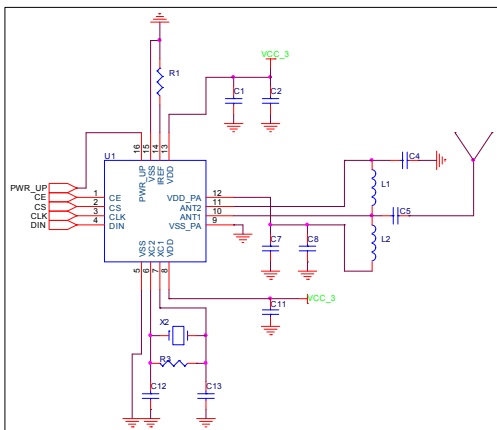 VCC_3
R1
C1
C2
16
15
14
13
U1
PWR_UP
VSS
IREF
VDD
C4
PWR_UP
CE
CS
CLK
DIN
1
2
3
4
CE
CS
CLK
DIN
VDD_PA
ANT2
ANT1
VSS_PA
12
11
10
9
L1
C5
L2
C7
C8
VSS
XC2
XC1
VDD
5
6
7
8
C11
VCC_3
X2
R3
C12
C13